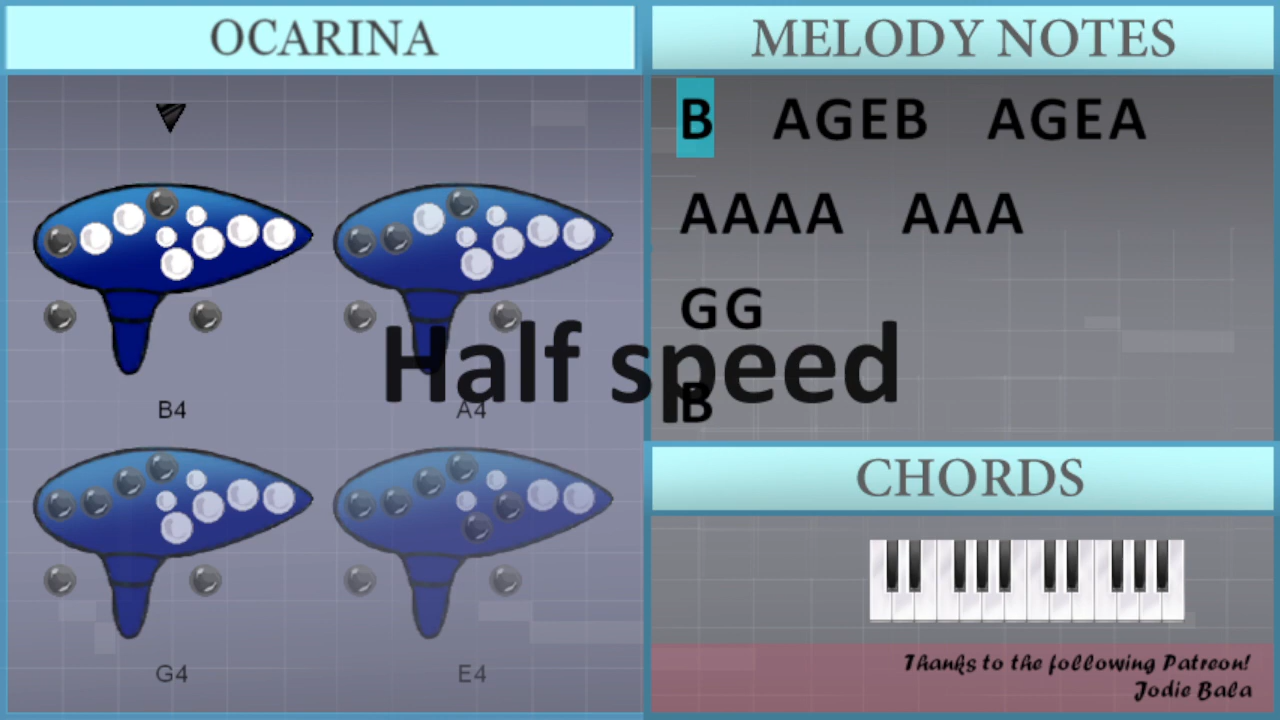 OCARINA
MELODY NOTES
B AGEB AGEA
AAAA AAA
GG
B
Half speed
B4 A4
G4 E4
CHORDS
Thanks to the following Patreon!
Jodie Bala